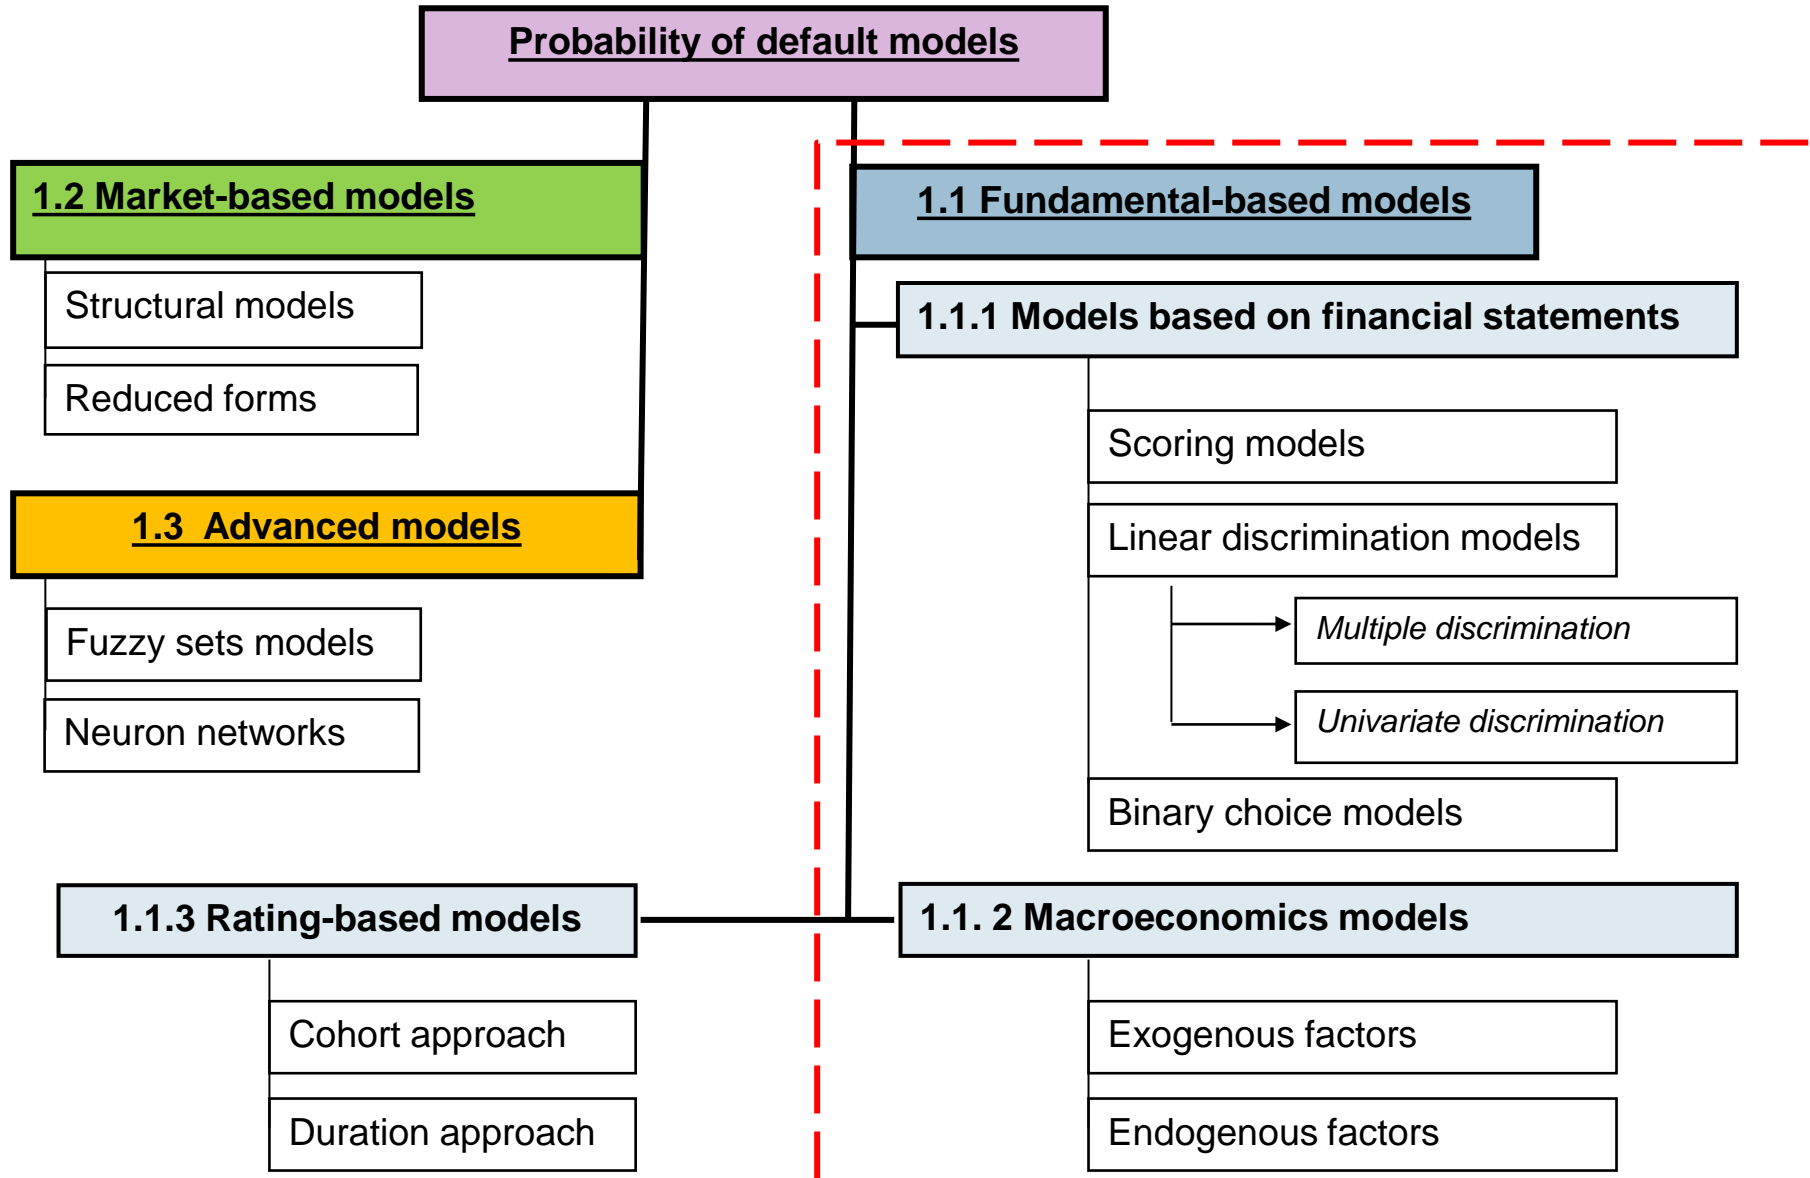 Probability of default models
1.2 Market-based models
Structural models
Reduced forms
1.3  Advanced models
Fuzzy sets models
Neuron networks
1.1 Fundamental-based models
1.1.1 Models based on financial statements
Scoring models
Linear discrimination models
Multiple discrimination
Univariate discrimination
Binary choice models
1.1.3 Rating-based models
Cohort approach
Duration approach
1.1. 2 Macroeconomics models
Exogenous factors
Endogenous factors